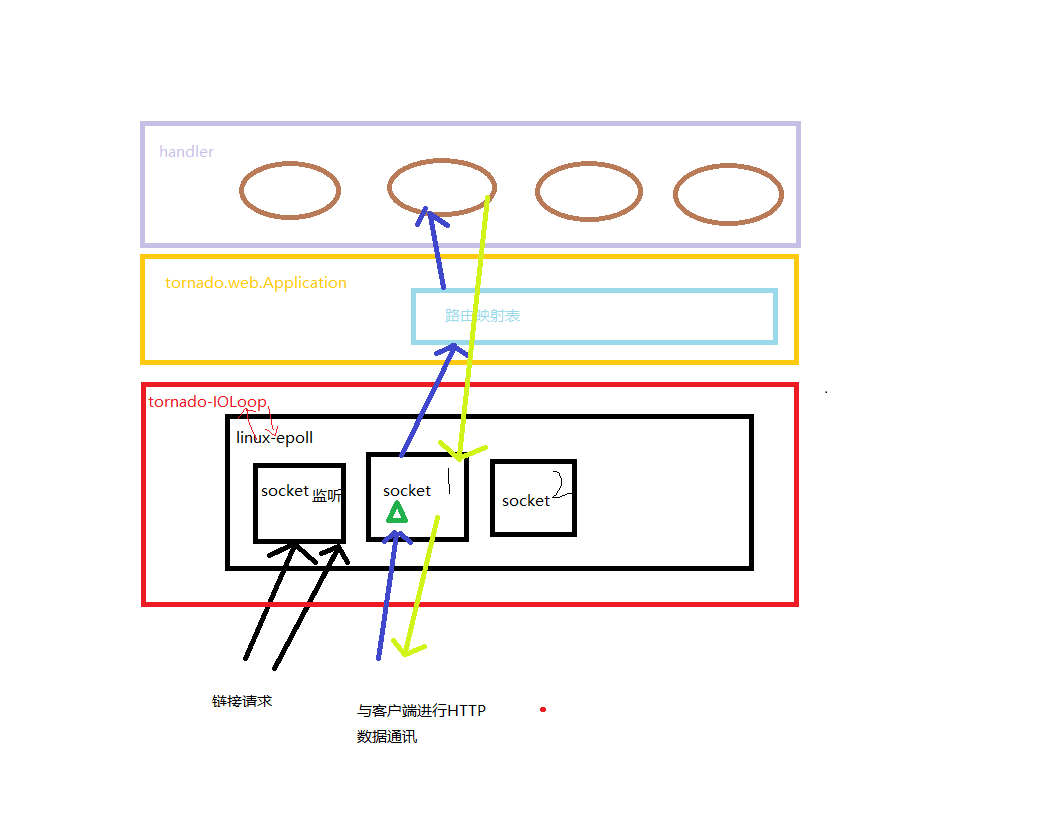 handler
tornado.web.Application
路由映射表
tornado-IOLoop
linux-epoll
socket 监听
socket 1
socket 2
链接请求
与客户端进行HTTP
数据通讯